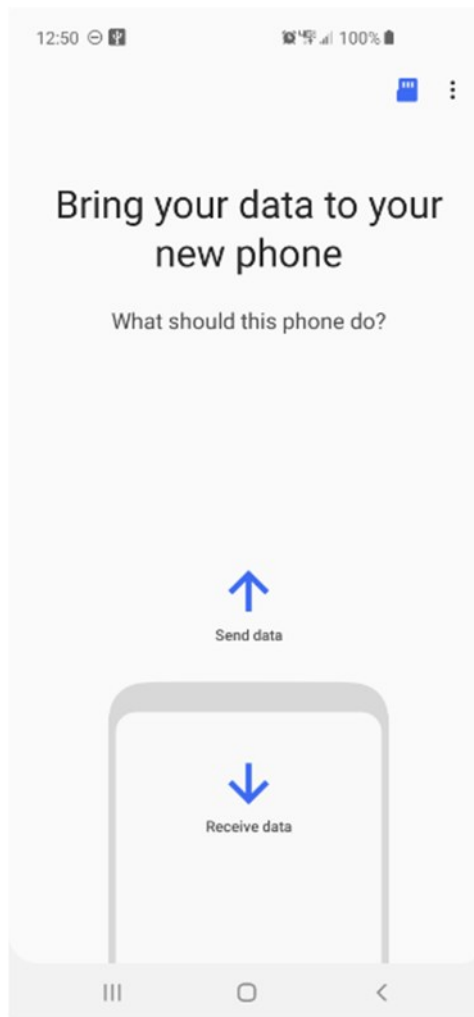 12:50 100%
Bring your data to your
new phone
What should this phone do?
Send data
Receive data